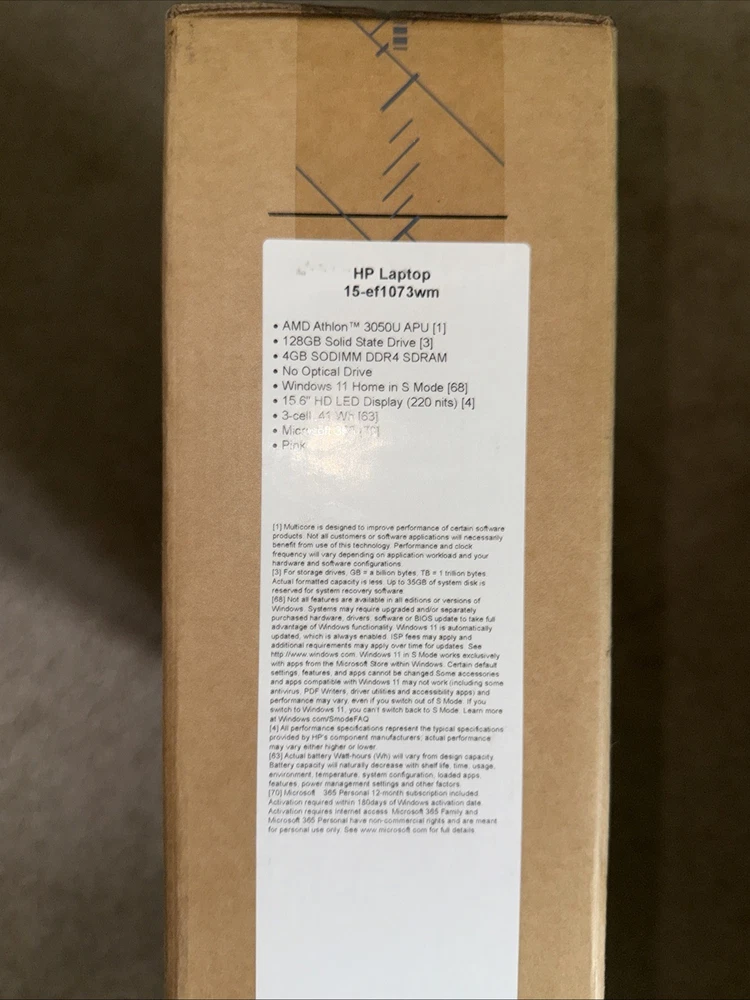 HP Laptop
15-ef1073wm
• AMD Athlon™ 3050U APU [1]
• 128GB Solid State Drive [3]
• 4GB SODIMM DDR4 SDRAM
• No Optical Drive
• Windows 11 Home in S Mode [68]
• 15.6" HD LED Display (220 nits) [4]
• 3-cell, 41 Wh [63]
• Pink
[1] Multicore is designed to improve performance of certain software
products. Not all customers or software applications will necessarily
benefit from use of this technology. Performance and clock
frequency will vary depending on application workload and your
hardware and software configurations.
[3] For storage drives, GB = a billion bytes. TB = 1 trillion bytes.
Actual formatted capacity is less. Up to 35GB of system disk is
reserved for system recovery software.
[68] Not all features are available in all editions or versions of
Windows. Systems may require upgraded and/or separately
purchased hardware, drivers, software or BIOS update to take full
advantage of Windows functionality. Windows 11 is automatically
updated, which is always enabled. ISP fees may apply and
additional requirements may apply over time for updates. See
http://www.windows.com. Windows 11 in S Mode works exclusively
with apps from the Microsoft Store within Windows. Certain default
settings, features, and apps cannot be changed.Some accessories
and apps compatible with Windows 11 may not work (including some
antivirus, PDF Writers, driver utilities and accessibility apps) and
performance may vary, even if you switch out of S Mode. If you
switch to Windows 11, you can't switch back to S Mode. Learn more
at Windows.com/SmodeFAQ
[4] All performance specifications represent the typical specifications
provided by HP's component manufacturers; actual performance
may vary either higher or lower.
[63] Actual battery Watt-hours (Wh) will vary from design capacity.
Battery capacity will naturally decrease with shelf life, time, usage,
environment, temperature, system configuration, loaded apps,
features, power management settings and other factors.
[70] Microsoft 365 Personal 12-month subscription included.
Activation required within 180days of Windows activation date.
Activation requires internet access. Microsoft 365 Family and
Microsoft 365 Personal have non-commercial rights and are meant
for personal use only. See www.microsoft.com for full details.